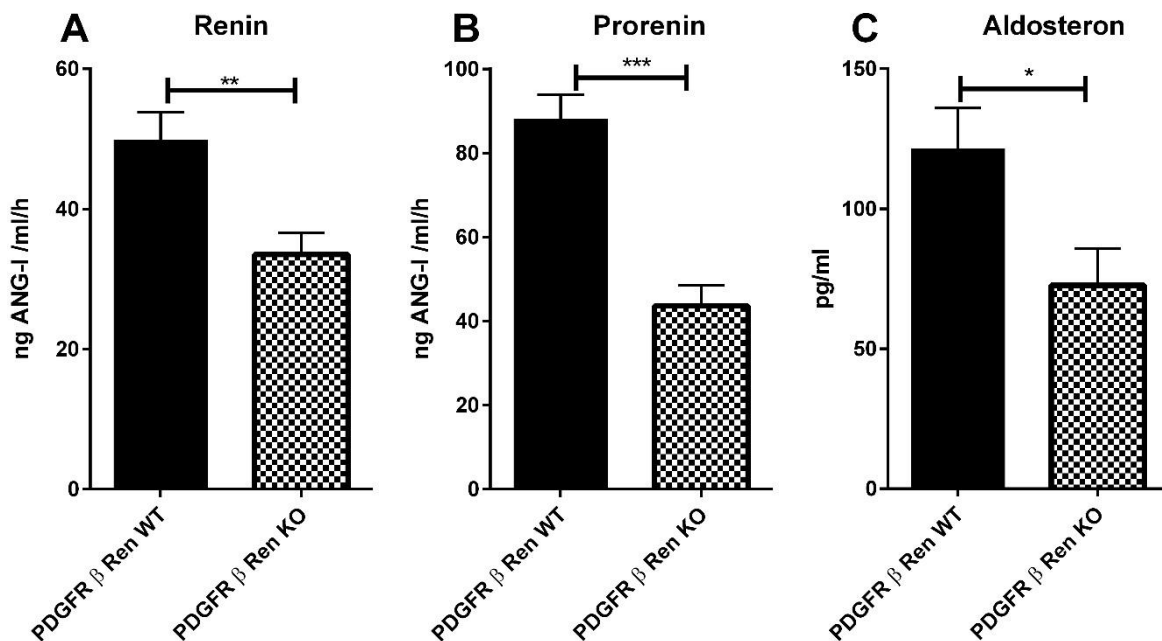 A Renin
**
60
40
20
0
ng ANG-I /ml/h
PDGFR β Ren WT
PDGFR β Ren KO
B Prorenin
***
100
80
60
40
20
0
ng ANG-I /ml/h
PDGFR β Ren WT
PDGFR β Ren KO
C Aldosteron
*
150
100
50
0
pg/ml
PDGFR β Ren WT
PDGFR β Ren KO